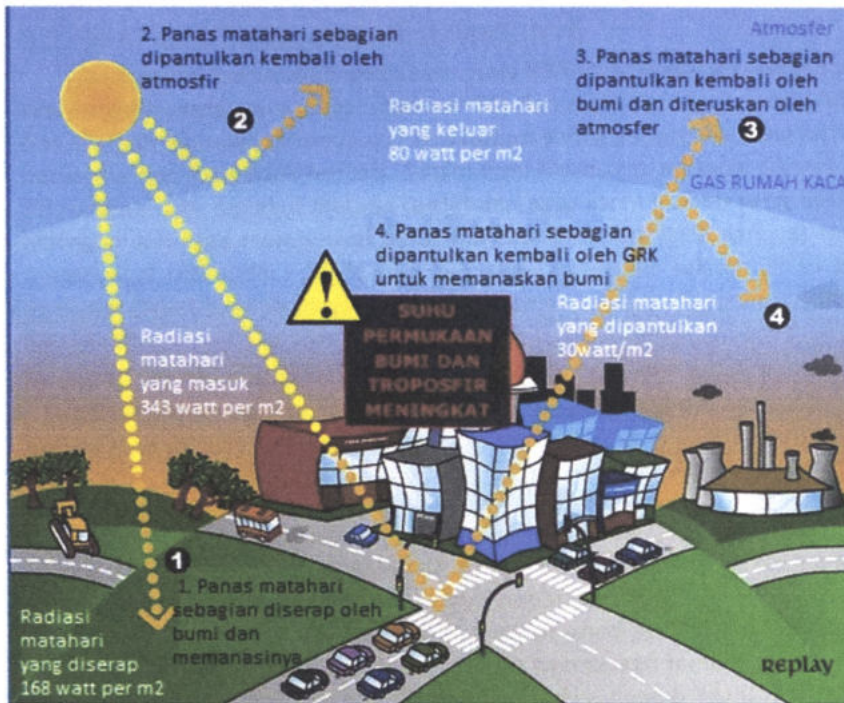 Atmosfer
2. Panas matahari sebagian
dipantulkan kembali oleh
atmosfir
2
Radiasi matahari
yang keluar
80 watt per m2
3. Panas matahari sebagian
dipantulkan kembali oleh
bumi dan diteruskan oleh
atmosfer
3
GAS RUMAH KACA
4. Panas matahari sebagian
dipantulkan kembali oleh GRK
untuk memanaskan bumi
!
SUHU
PERMUKAAN
BUMI DAN
TROPOSFIR
MENINGKAT
Radiasi matahari
yang dipantulkan
30watt/m2
4
Radiasi
matahari
yang masuk
343 watt per m2
1
1. Panas matahari
sebagian diserap oleh
bumi dan
memanasinya
Radiasi
matahari
yang diserap
168 watt per m2
REPLAY